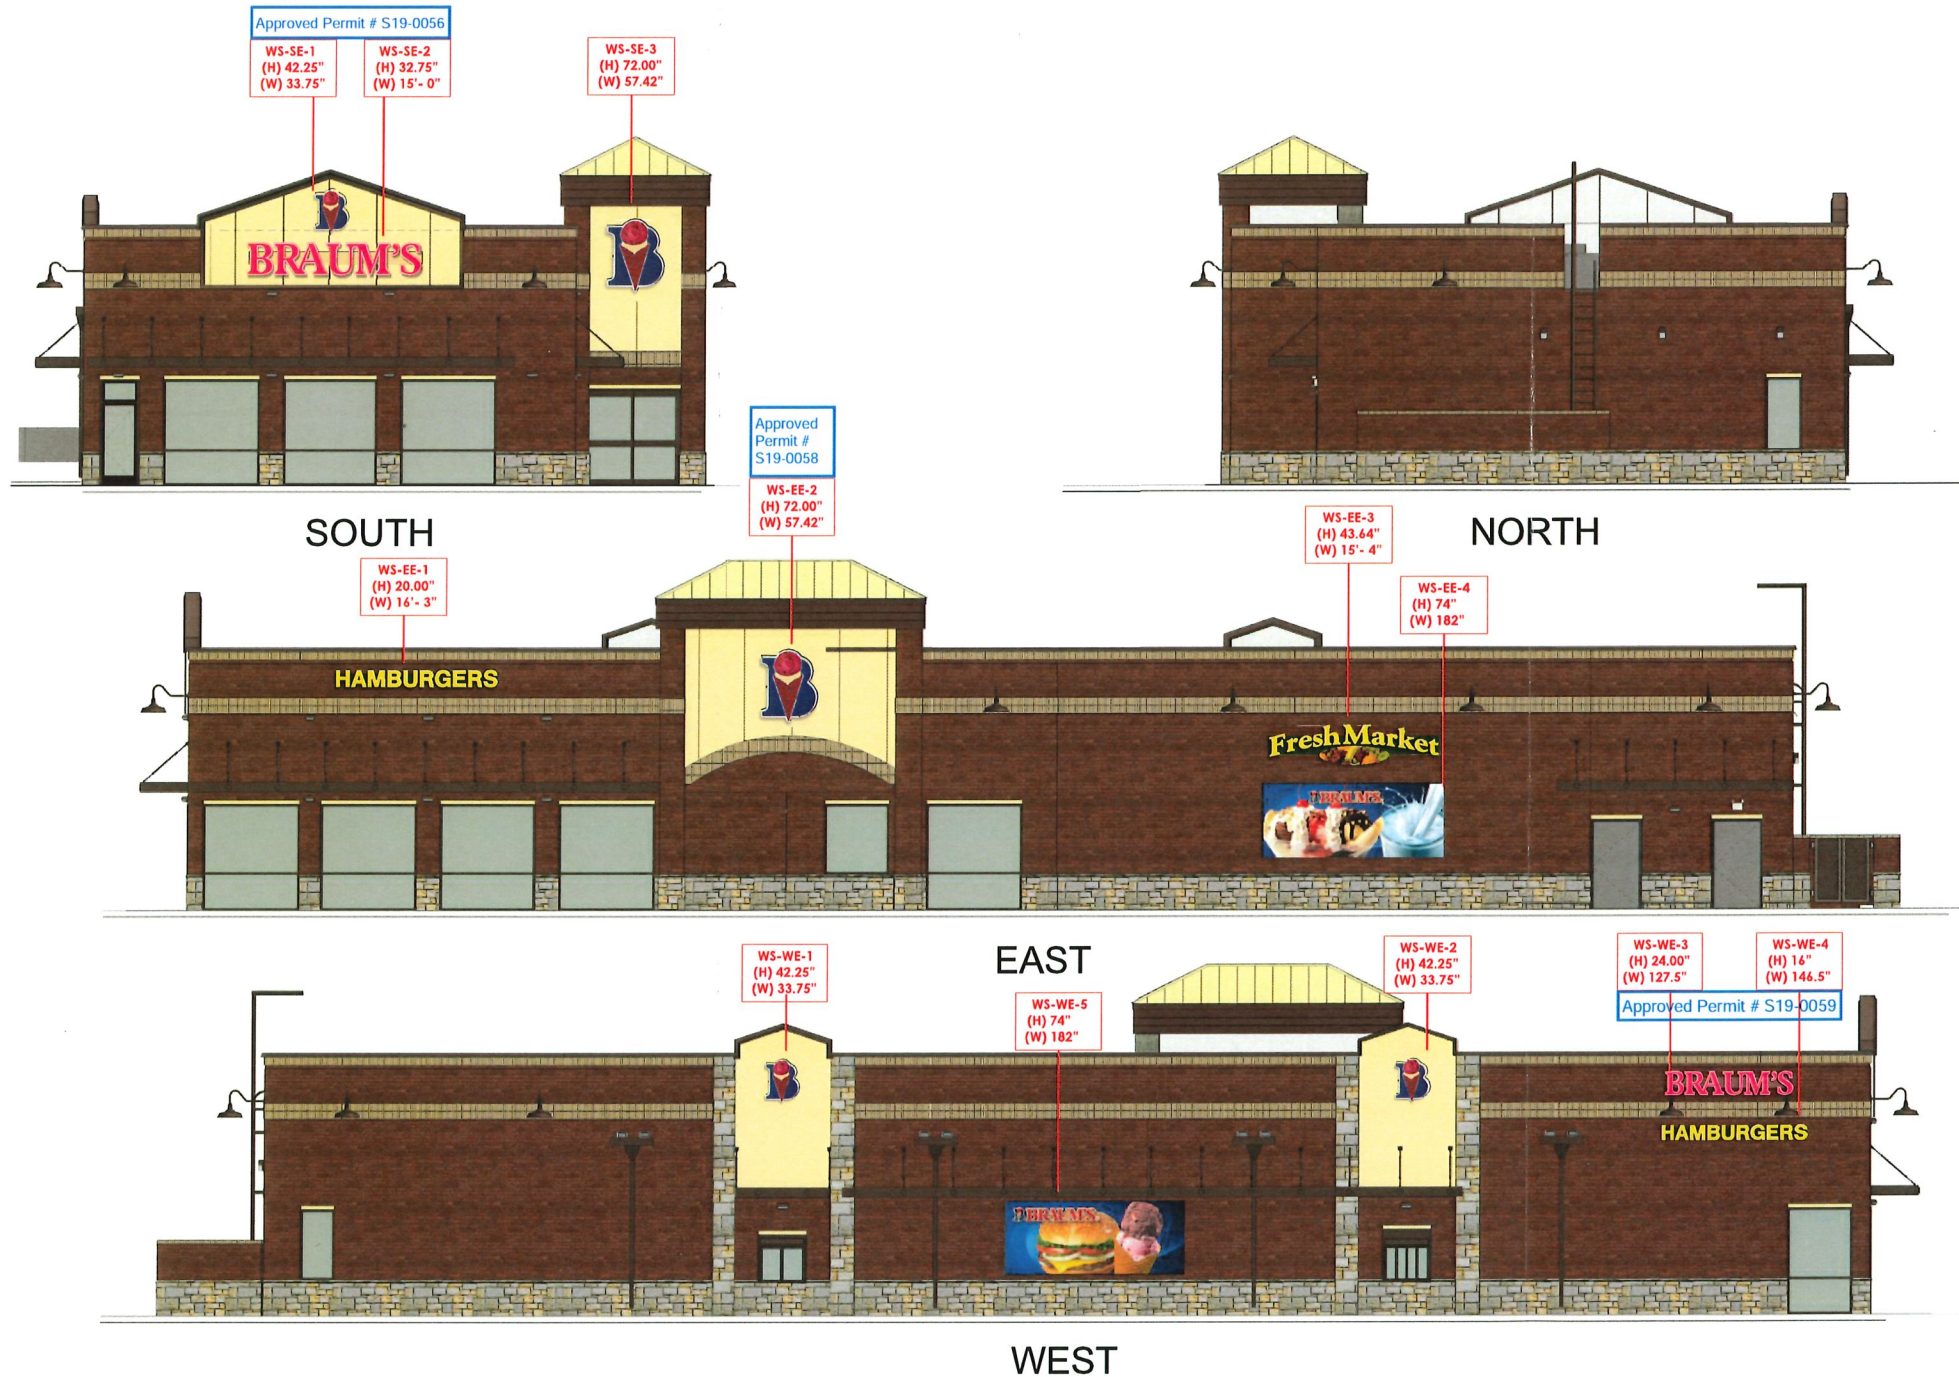 Approved Permit # S19-0056
WS-SE-1
(H) 42.25"
(W) 33.75"
WS-SE-2
(H) 32.75"
(W) 15'- 0"
WS-SE-3
(H) 72.00"
(W) 57.42"
B
BRAUM'S
B
SOUTH
NORTH
Approved
Permit #
S19-0058
WS-EE-2
(H) 72.00"
(W) 57.42"
WS-EE-1
(H) 20.00"
(W) 16'- 3"
WS-EE-3
(H) 43.64"
(W) 15'- 4"
WS-EE-4
(H) 74"
(W) 182"
HAMBURGERS
B
Fresh Market
BRAUM'S
EAST
WS-WE-1
(H) 42.25"
(W) 33.75"
WS-WE-5
(H) 74"
(W) 182"
WS-WE-2
(H) 42.25"
(W) 33.75"
WS-WE-3
(H) 24.00"
(W) 127.5"
WS-WE-4
(H) 16"
(W) 146.5"
Approved Permit # S19-0059
B
B
BRAUM'S
HAMBURGERS
BRAUM'S
WEST